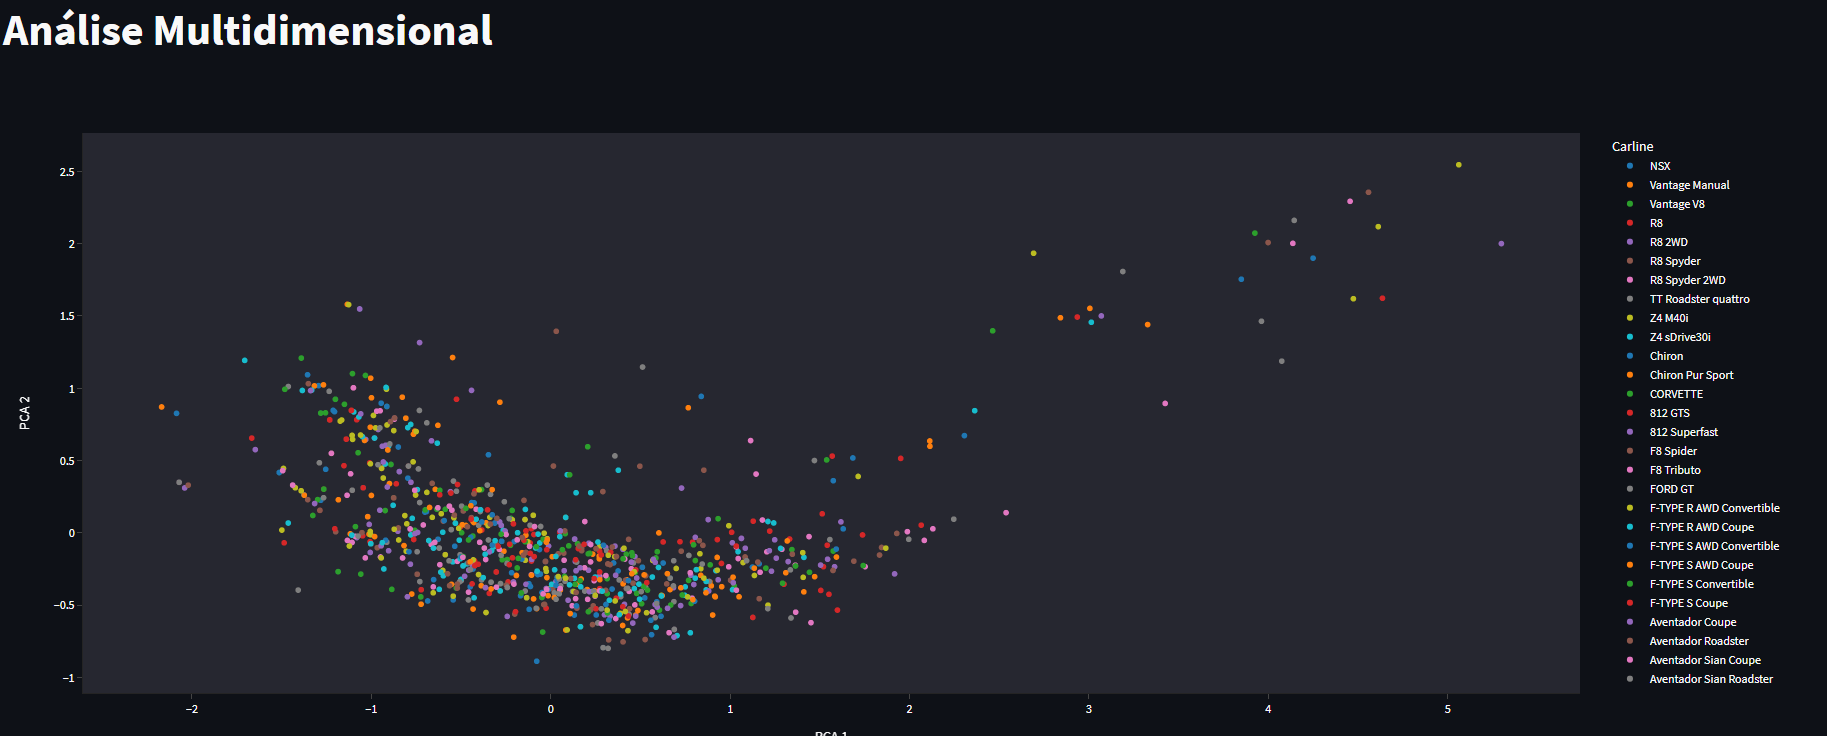 Análise Multidimensional
Carline
NSX
Vantage Manual
Vantage V8
R8
R8 2WD
R8 Spyder
R8 Spyder 2WD
TT Roadster quattro
Z4 M40i
Z4 sDrive30i
Chiron
Chiron Pur Sport
CORVETTE
812 GTS
812 Superfast
F8 Spider
F8 Tributo
FORD GT
F-TYPE R AWD Convertible
F-TYPE R AWD Coupe
F-TYPE S AWD Convertible
F-TYPE S AWD Coupe
F-TYPE S Convertible
F-TYPE S Coupe
Aventador Coupe
Aventador Roadster
Aventador Sian Coupe
Aventador Sian Roadster
PCA 2
2.5
2
1.5
1
0.5
0
−0.5
−1
−2
−1
0
1
2
3
4
5
PCA 1